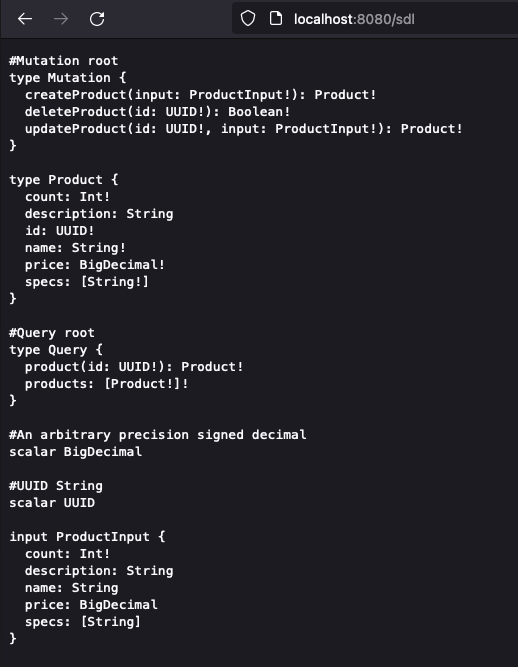 localhost:8080/sdl
#Mutation root
type Mutation {
  createProduct(input: ProductInput!): Product!
  deleteProduct(id: UUID!): Boolean!
  updateProduct(id: UUID!, input: ProductInput!): Product!
}
type Product {
  count: Int!
  description: String
  id: UUID!
  name: String!
  price: BigDecimal!
  specs: [String!]
}
#Query root
type Query {
  product(id: UUID!): Product!
  products: [Product!]!
}
#An arbitrary precision signed decimal
scalar BigDecimal
#UUID String
scalar UUID
input ProductInput {
  count: Int!
  description: String
  name: String
  price: BigDecimal
  specs: [String]
}